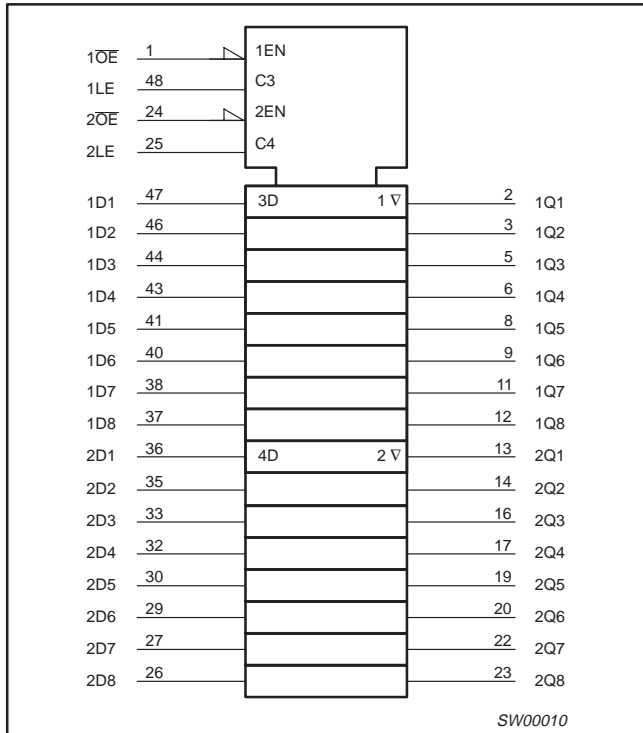 1O̅E̅ 1 1EN
1LE 48 C3
2O̅E̅ 24 2EN
2LE 25 C4
1D1 47 3D 1 ∇ 2 1Q1
1D2 46 3 1Q2
1D3 44 5 1Q3
1D4 43 6 1Q4
1D5 41 8 1Q5
1D6 40 9 1Q6
1D7 38 11 1Q7
1D8 37 12 1Q8
2D1 36 4D 2 ∇ 13 2Q1
2D2 35 14 2Q2
2D3 33 16 2Q3
2D4 32 17 2Q4
2D5 30 19 2Q5
2D6 29 20 2Q6
2D7 27 22 2Q7
2D8 26 23 2Q8
SW00010